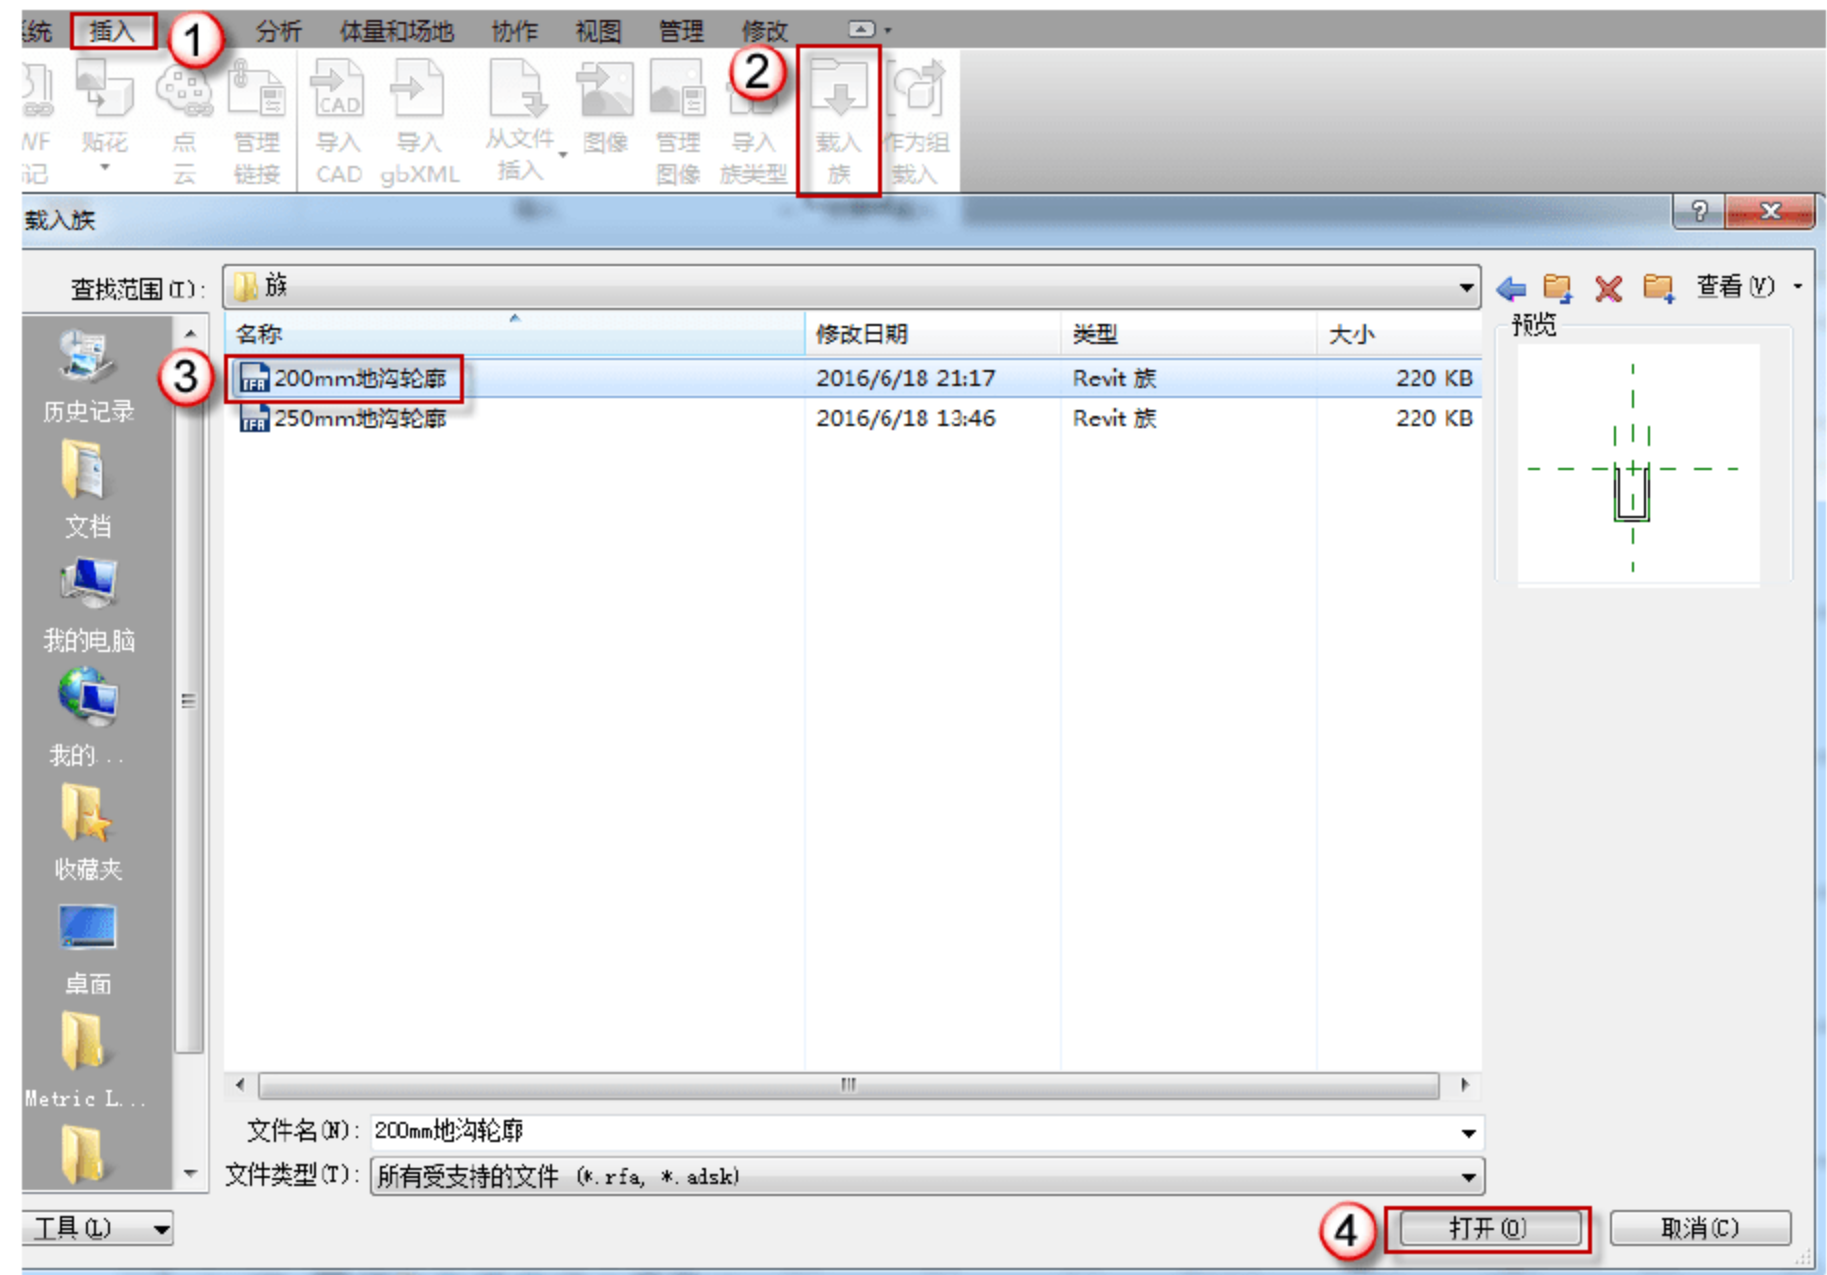 统 插入 ① 分析 体量和场地 协作 视图 管理 修改
②
CAD
WF 贴花 点 管理 导入 导入 从文件 图像 管理 导入 载入 作为组
记 云 链接 CAD gbXML 插入 图像 族类型 族 载入
载入族
查找范围(I): 族 查看(V)
名称 修改日期 类型 大小 预览
③ 200mm地沟轮廓 2016/6/18 21:17 Revit 族 220 KB
250mm地沟轮廓 2016/6/18 13:46 Revit 族 220 KB
历史记录
文档
我的电脑
我的...
收藏夹
桌面
Metric L...
文件名(N): 200mm地沟轮廓
文件类型(T): 所有受支持的文件 (*.rfa, *.adsk)
工具(L) ④ 打开(O) 取消(C)